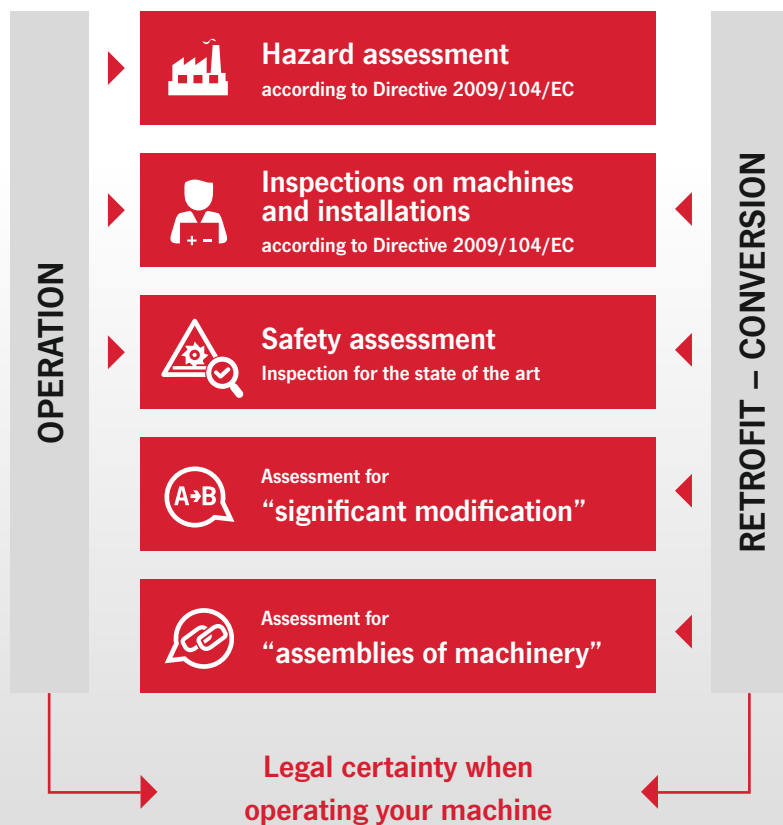 OPERATION
Hazard assessment
according to Directive 2009/104/EC
Inspections on machines
and installations
according to Directive 2009/104/EC
+ −
Safety assessment
Inspection for the state of the art
A→B
Assessment for
“significant modification”
Assessment for
“assemblies of machinery”
RETROFIT – CONVERSION
Legal certainty when
operating your machine